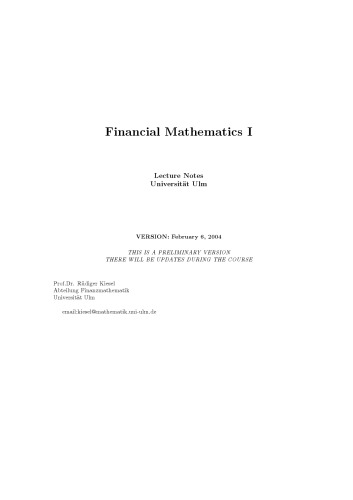 Financial Mathematics I
Lecture Notes
Universität Ulm
VERSION: February 6, 2004
THIS IS A PRELIMINARY VERSION
THERE WILL BE UPDATES DURING THE COURSE
Prof.Dr. Rüdiger Kiesel
Abteilung Finanzmathematik
Universität Ulm
email:kiesel@mathematik.uni-ulm.de